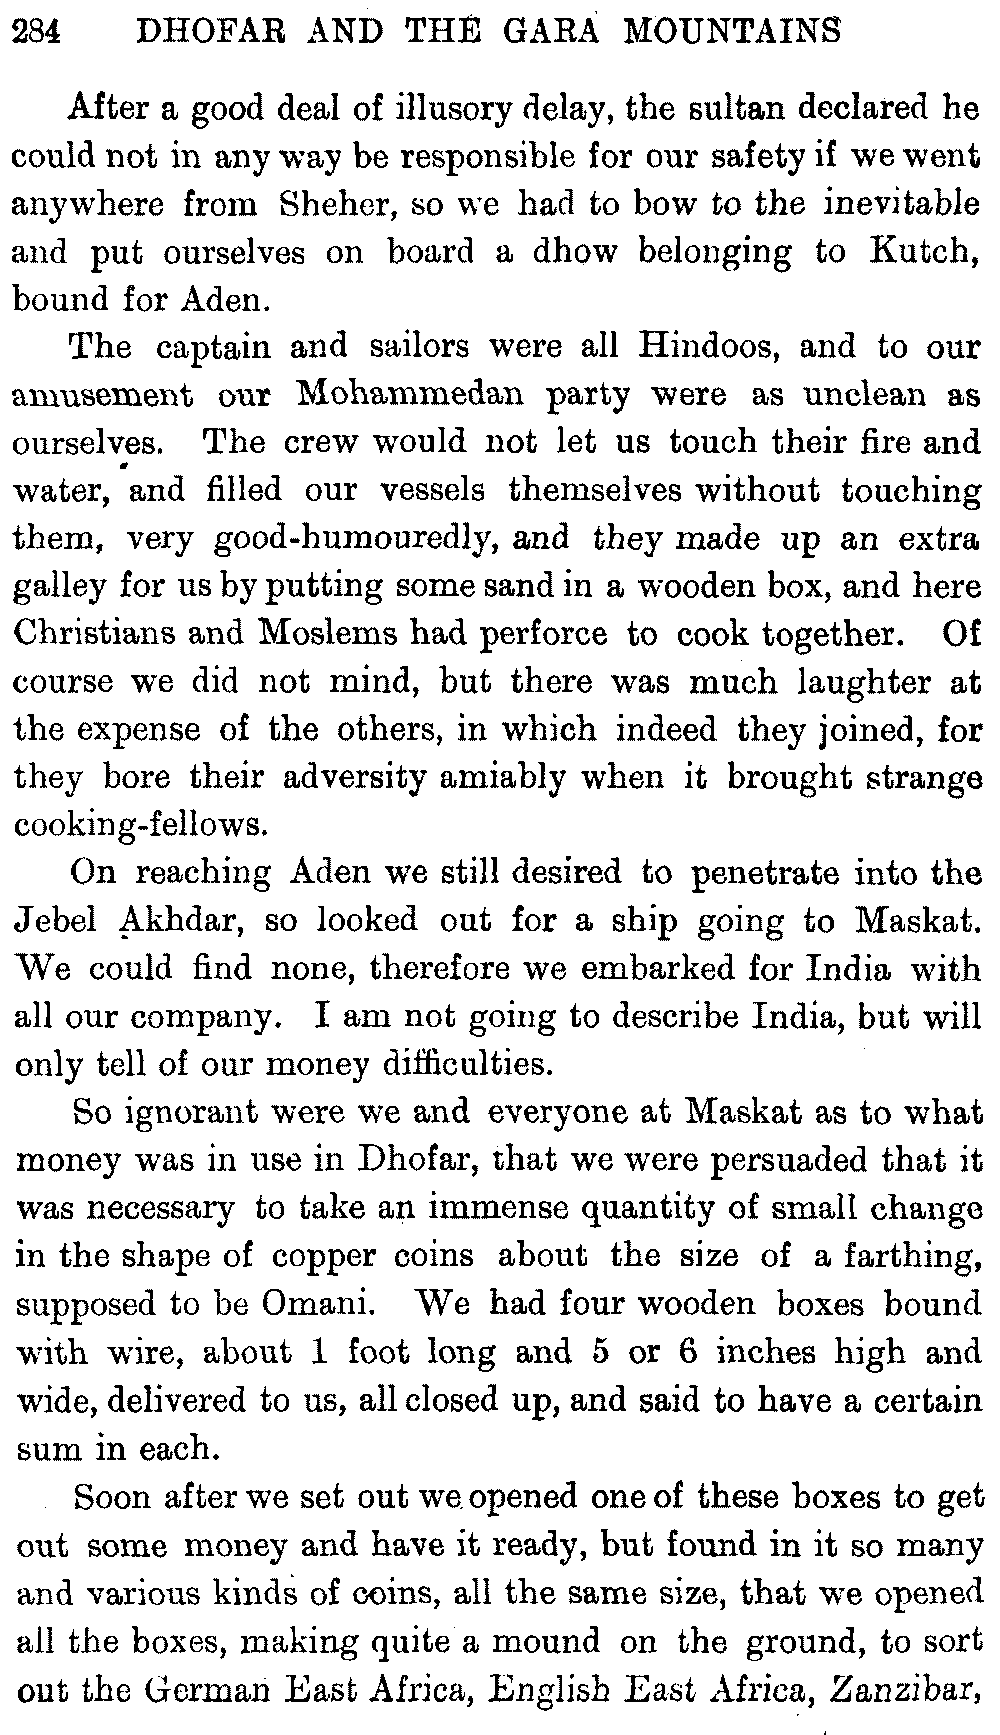 284 DHOFAR AND THE GARA MOUNTAINS
After a good deal of illusory delay, the sultan declared he
could not in any way be responsible for our safety if we went
anywhere from Sheher, so we had to bow to the inevitable
and put ourselves on board a dhow belonging to Kutch,
bound for Aden.
The captain and sailors were all Hindoos, and to our
amusement our Mohammedan party were as unclean as
ourselves. The crew would not let us touch their fire and
water, and filled our vessels themselves without touching
them, very good-humouredly, and they made up an extra
galley for us by putting some sand in a wooden box, and here
Christians and Moslems had perforce to cook together. Of
course we did not mind, but there was much laughter at
the expense of the others, in which indeed they joined, for
they bore their adversity amiably when it brought strange
cooking-fellows.
On reaching Aden we still desired to penetrate into the
Jebel Akhdar, so looked out for a ship going to Maskat.
We could find none, therefore we embarked for India with
all our company. I am not going to describe India, but will
only tell of our money difficulties.
So ignorant were we and everyone at Maskat as to what
money was in use in Dhofar, that we were persuaded that it
was necessary to take an immense quantity of small change
in the shape of copper coins about the size of a farthing,
supposed to be Omani. We had four wooden boxes bound
with wire, about 1 foot long and 5 or 6 inches high and
wide, delivered to us, all closed up, and said to have a certain
sum in each.
Soon after we set out we opened one of these boxes to get
out some money and have it ready, but found in it so many
and various kinds of coins, all the same size, that we opened
all the boxes, making quite a mound on the ground, to sort
out the German East Africa, English East Africa, Zanzibar,